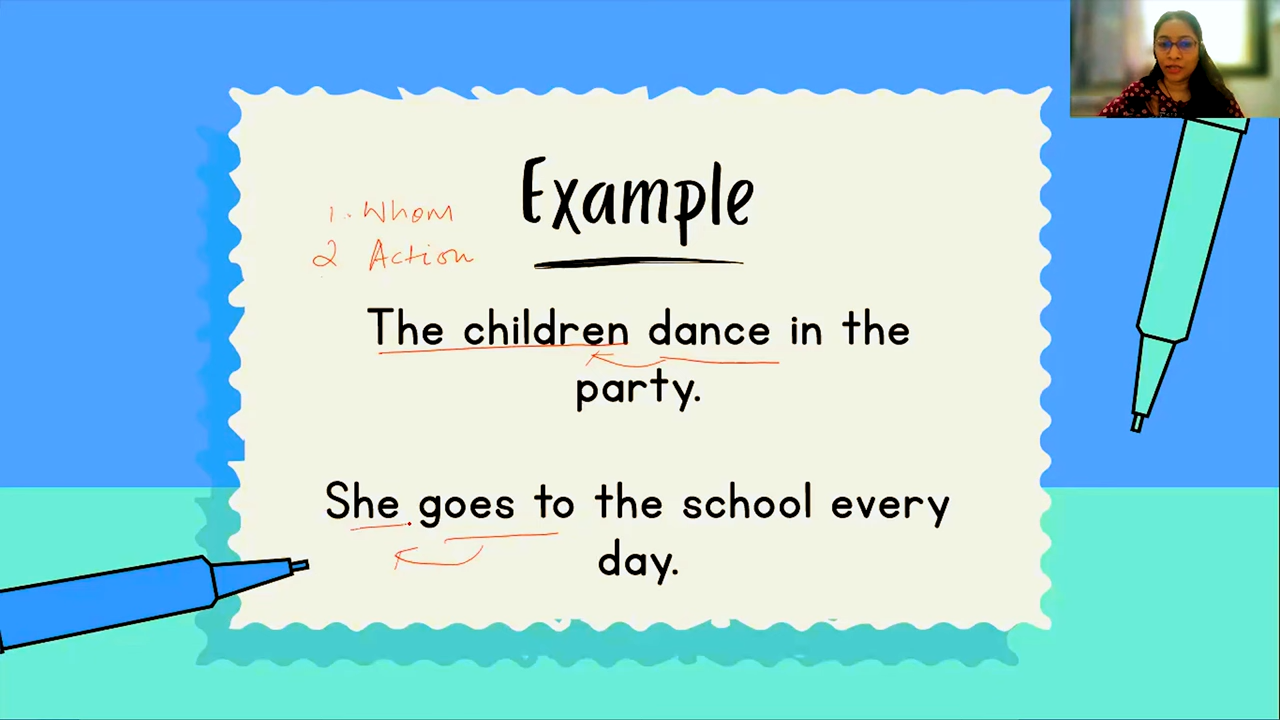 Example
1. Whom
2 Action
The children dance in the
party.
She goes to the school every
day.